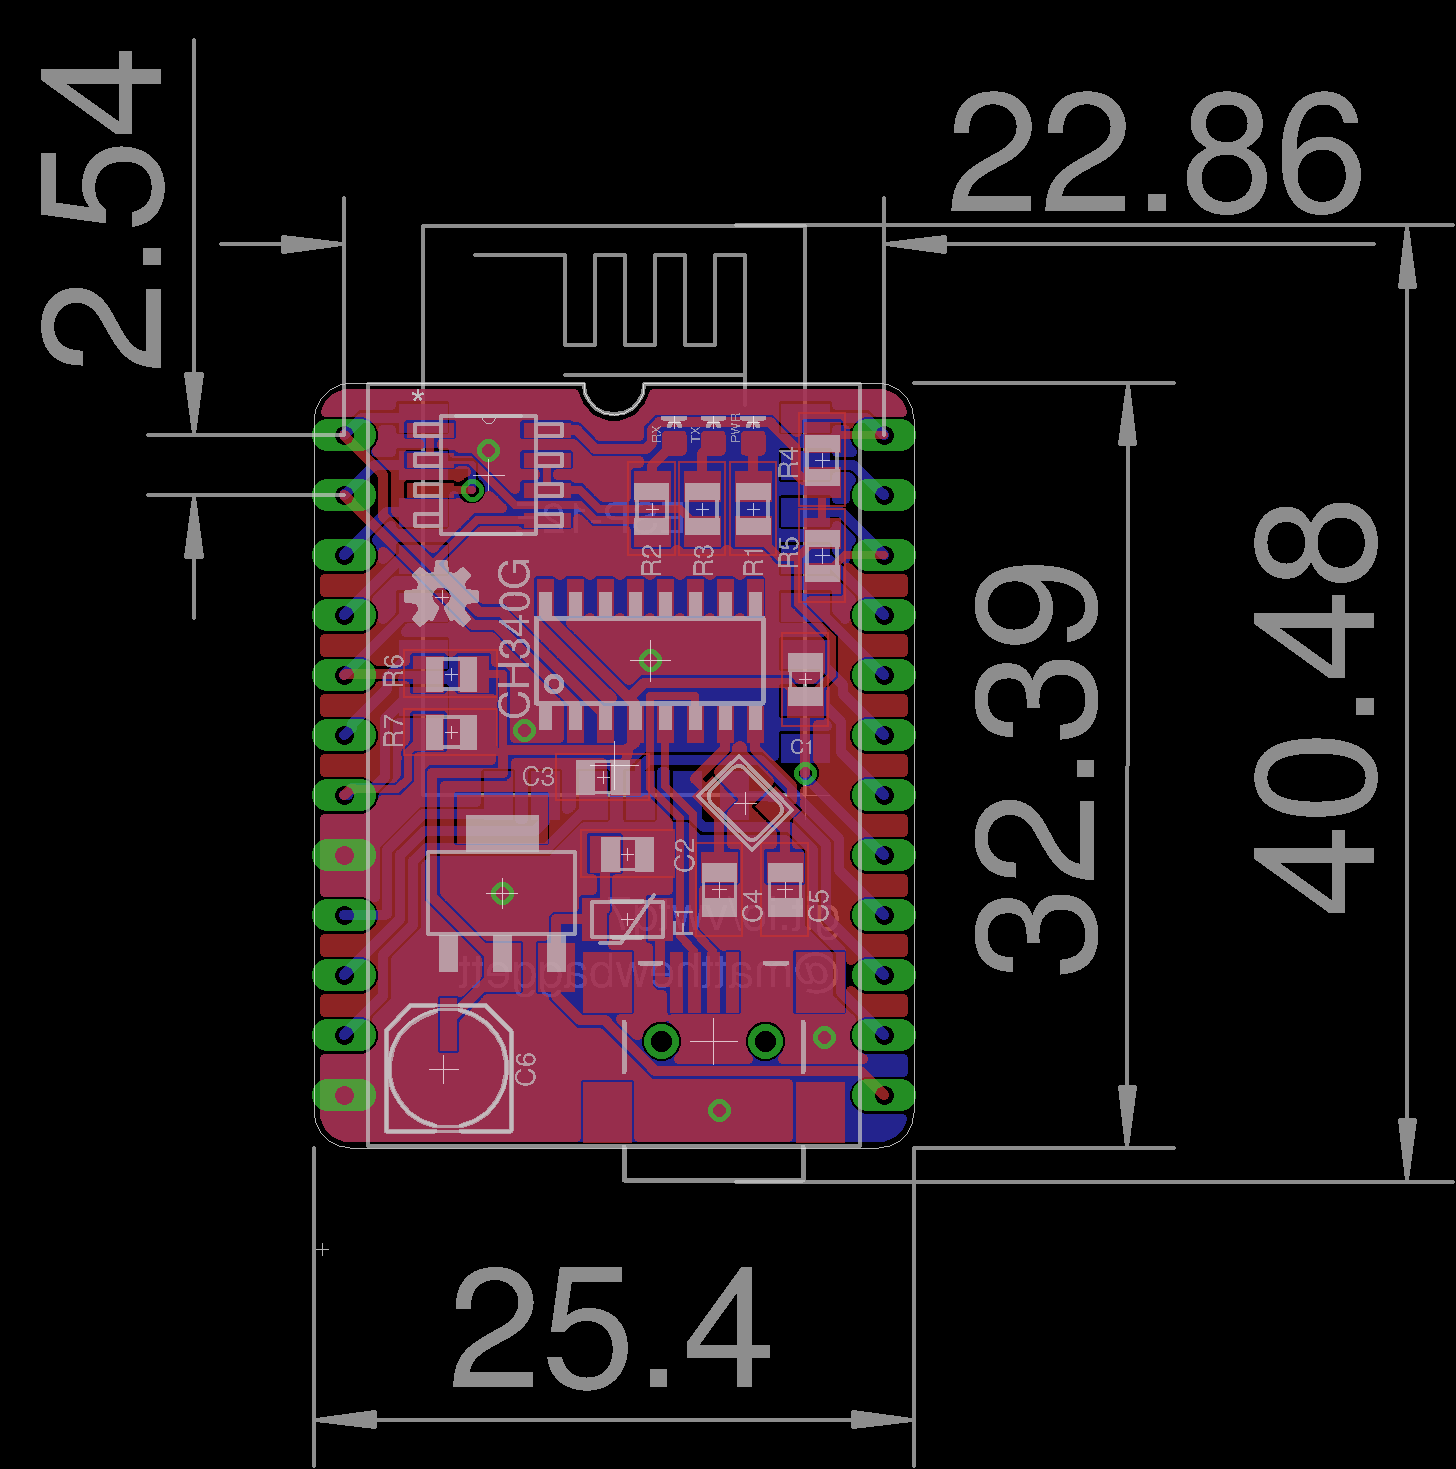 2.54
22.86
*
RX
TX
PWR
R4
R2
R3
R1
R5
CH340G
R6
R7
32.39
40.48
C1
C3
C2
F1
C4
C5
@matthewbaggett
C6
25.4